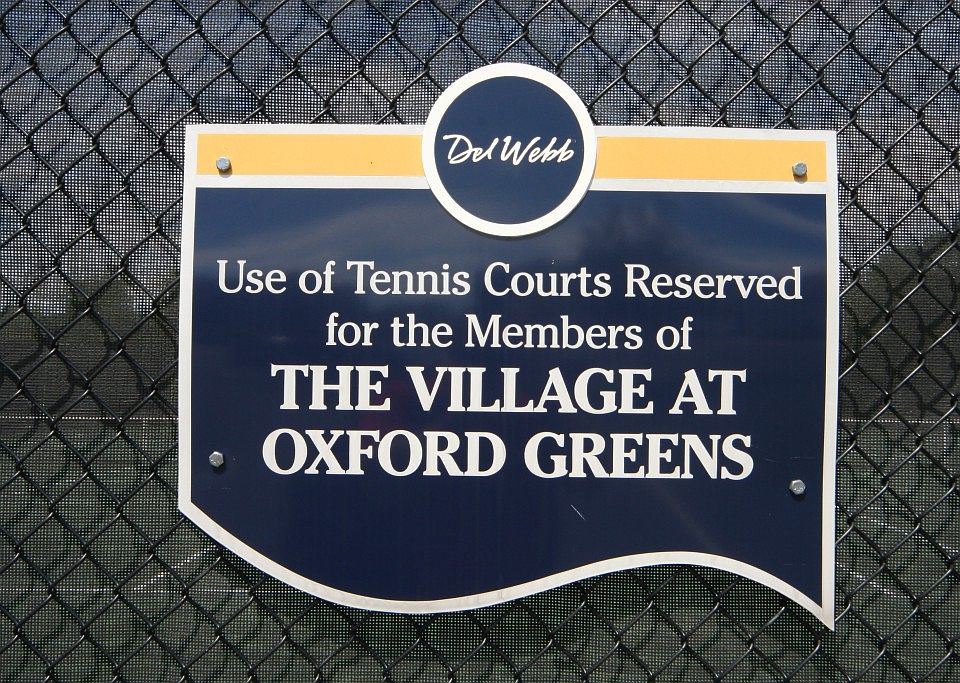 Del Webb
Use of Tennis Courts Reserved
for the Members of
THE VILLAGE AT
OXFORD GREENS